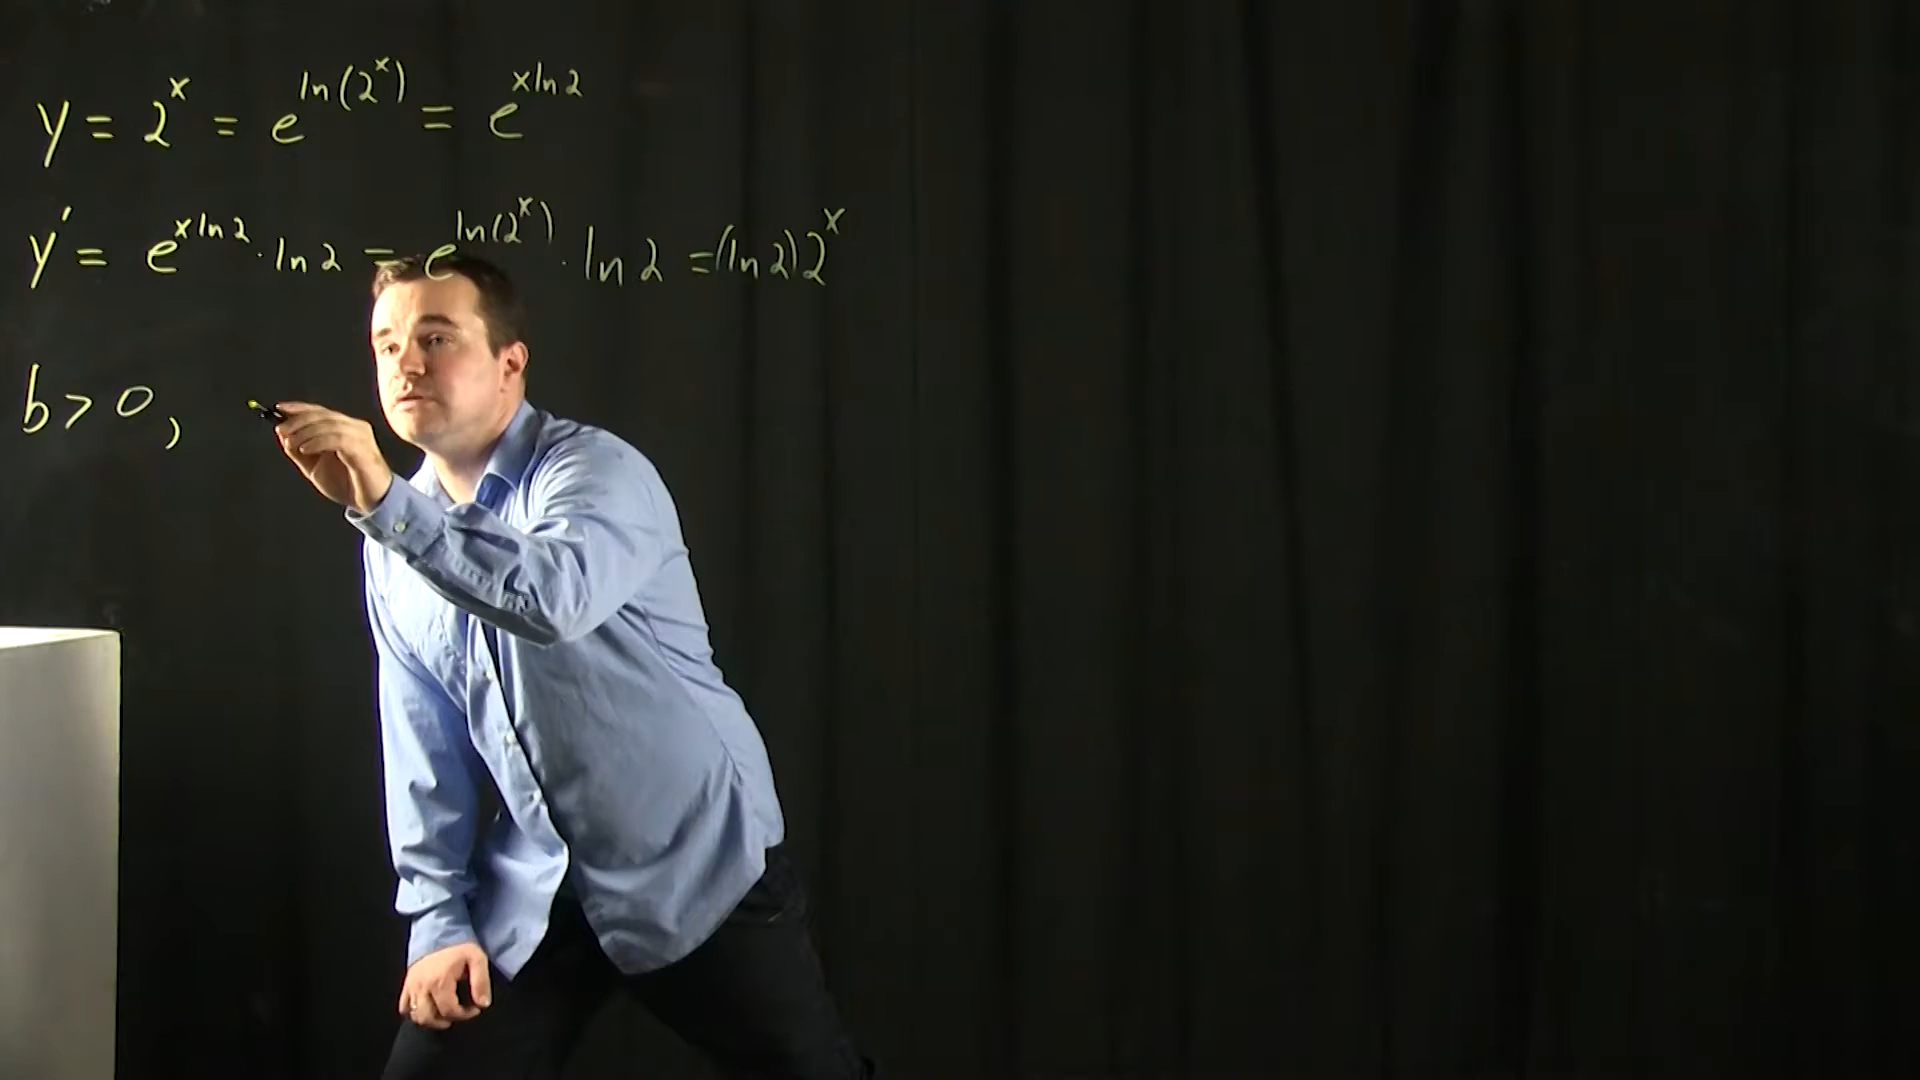 y = 2^x = e^{ln(2^x)} = e^{x ln 2}
y' = e^{x ln 2} · ln 2 = e^{ln(2^x)} · ln 2 = (ln 2) 2^x
b > 0,